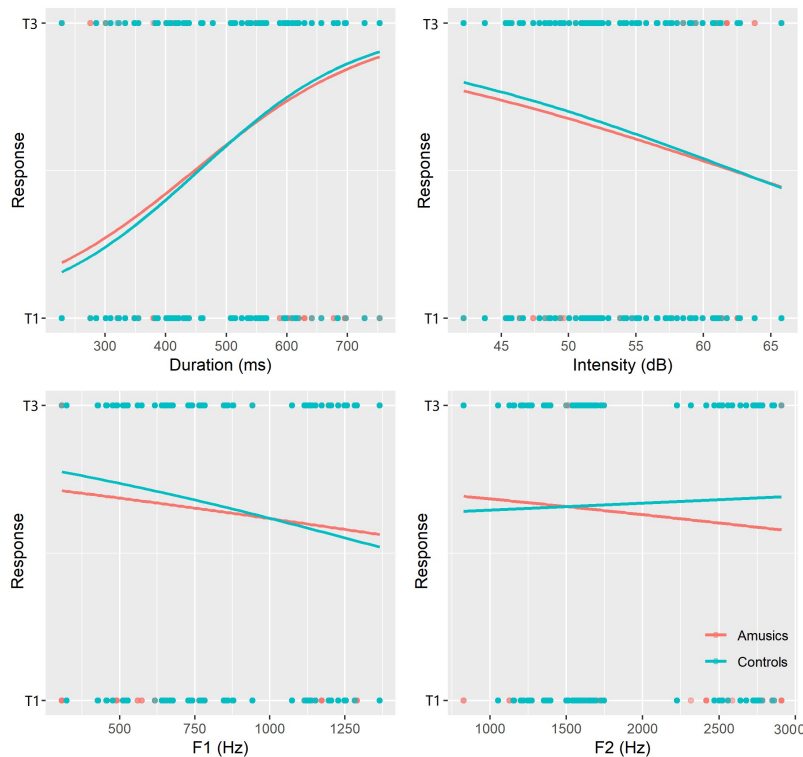 T3
T3
Response
Response
T1
T1
300 400 500 600 700
45 50 55 60 65
Duration (ms)
Intensity (dB)
T3
T3
Response
Response
Amusics
Controls
T1
T1
500 750 1000 1250
1000 1500 2000 2500 3000
F1 (Hz)
F2 (Hz)